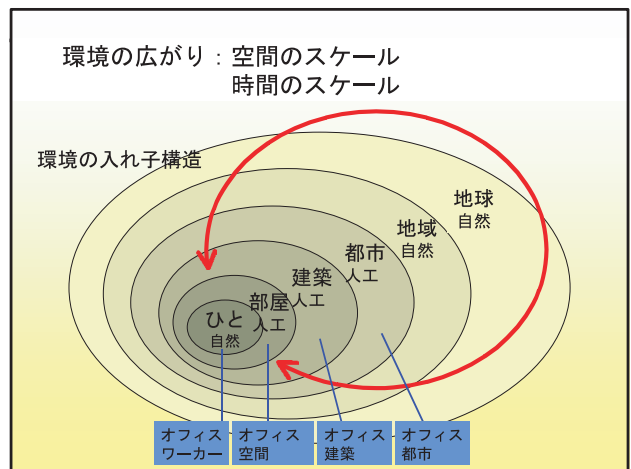 環境の広がり：空間のスケール
時間のスケール
環境の入れ子構造
地球
自然
地域
自然
都市
人工
建築
人工
部屋
人工
ひと
自然
オフィス
ワーカー
オフィス
空間
オフィス
建築
オフィス
都市